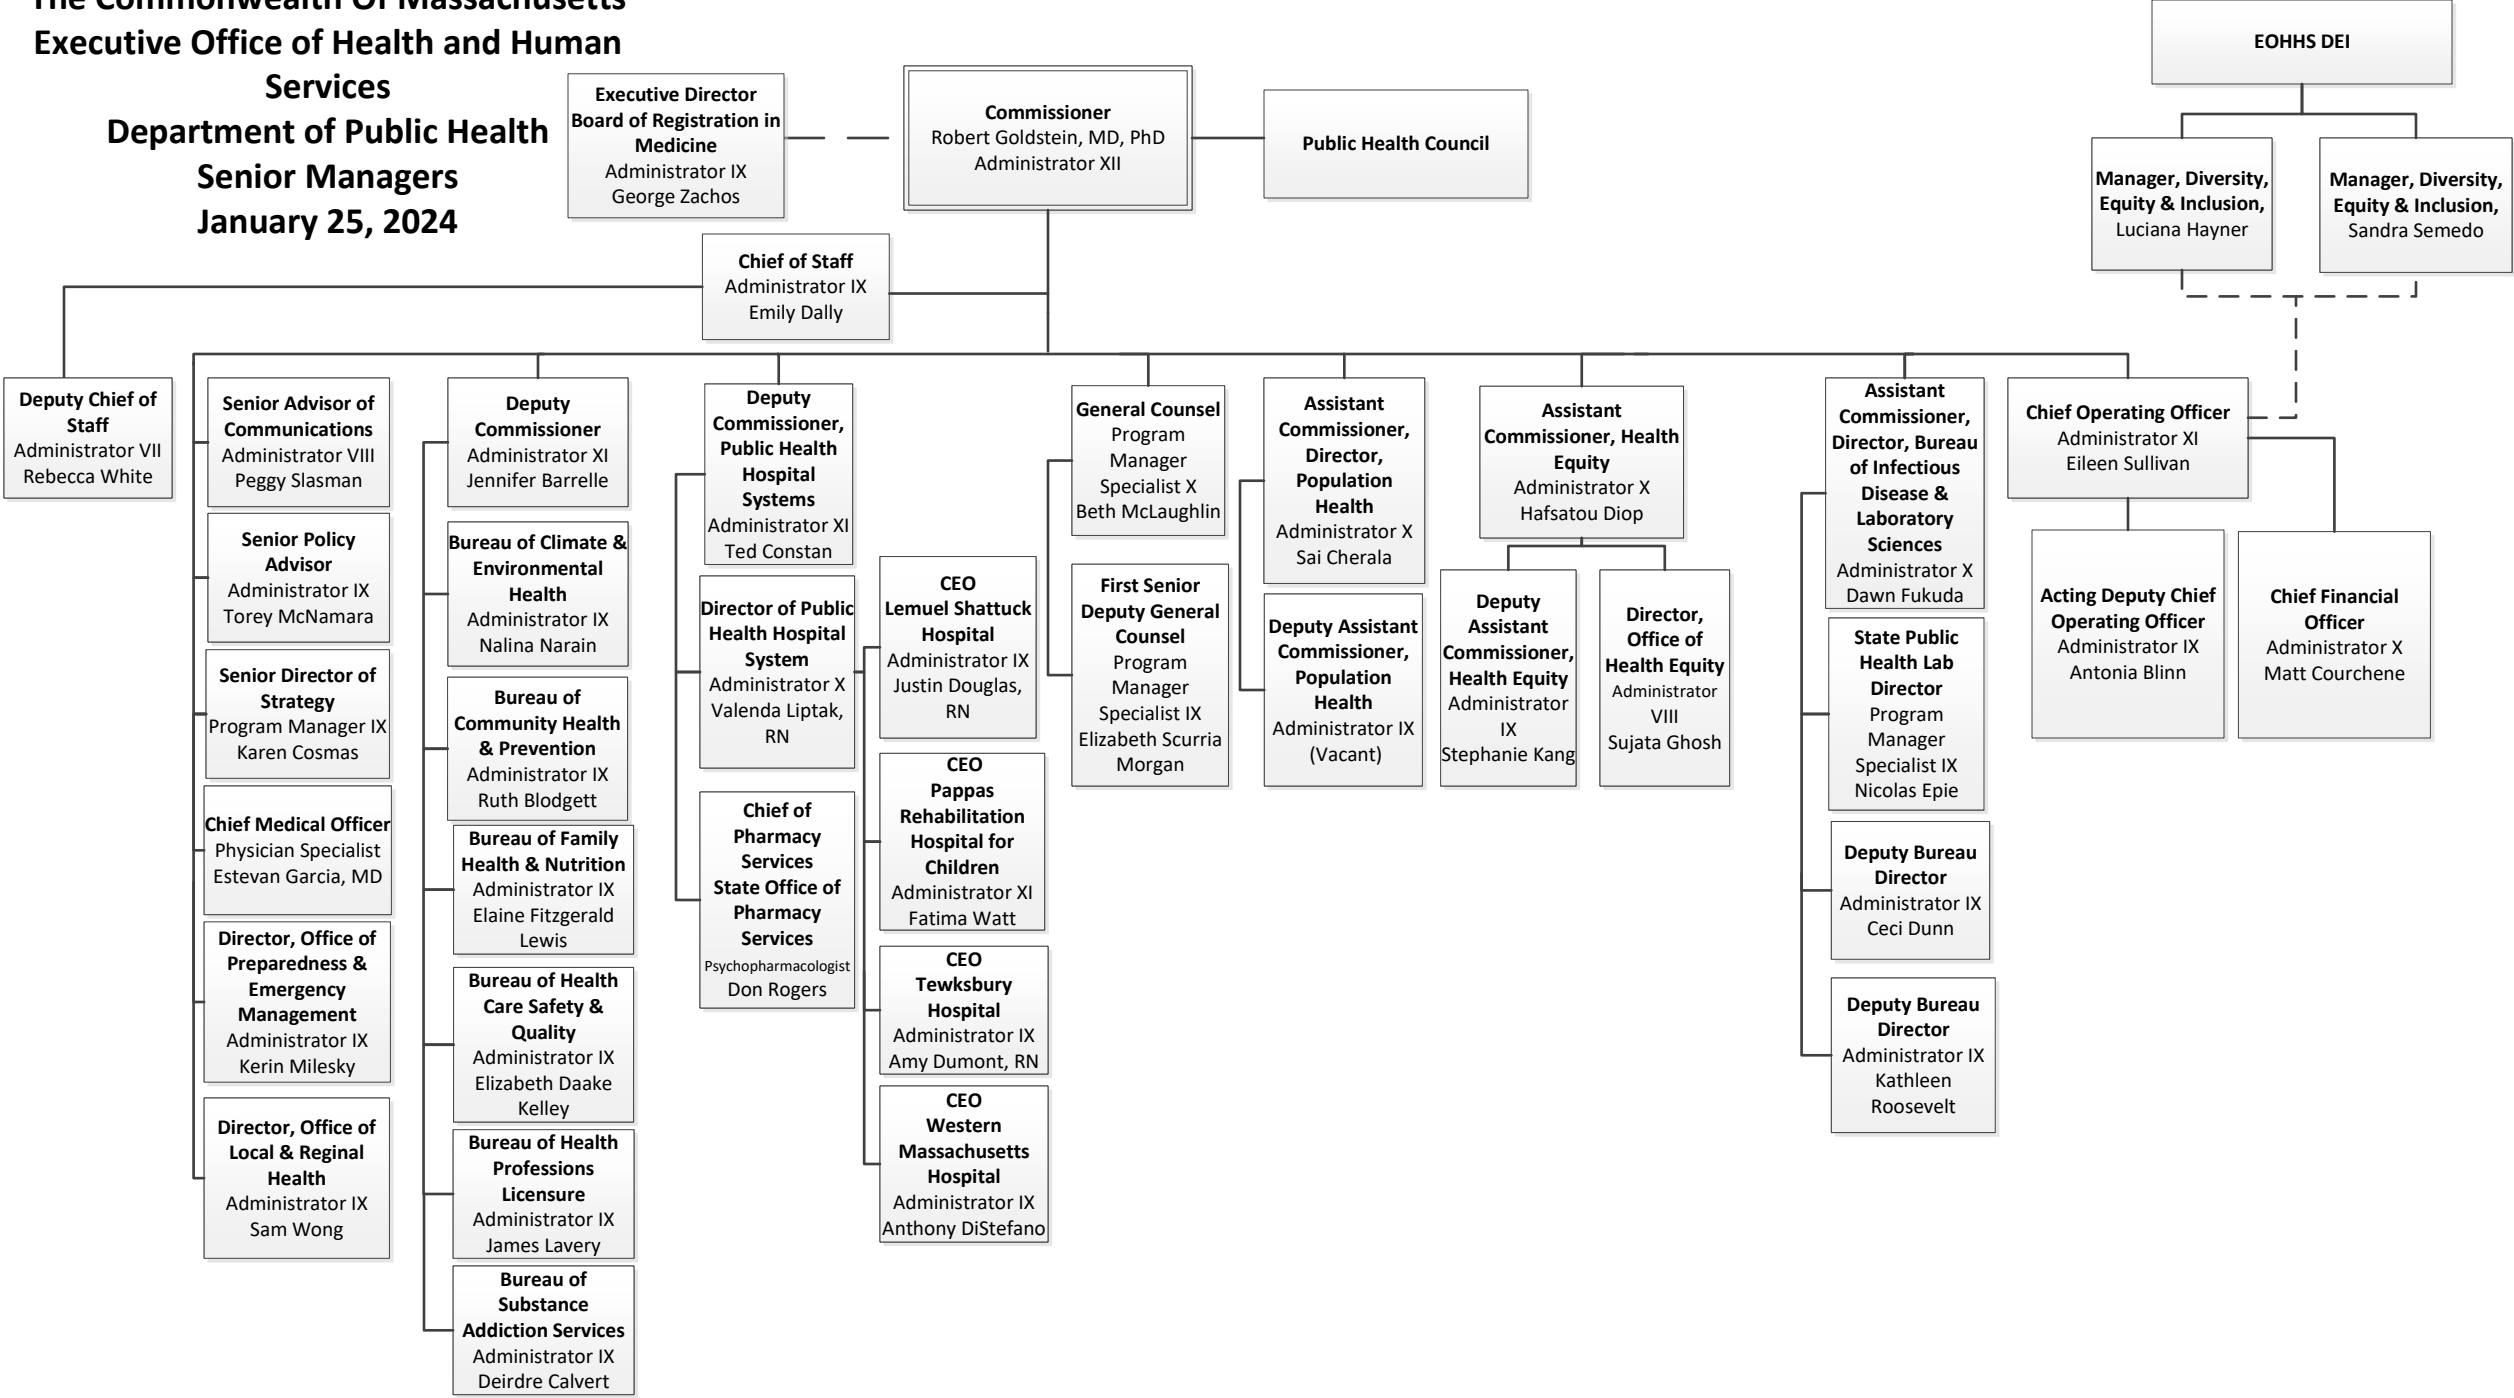 The Commonwealth Of Massachusetts
Executive Office of Health and Human
Services
Department of Public Health
Senior Managers
January 25, 2024
Executive Director
Board of Registration in
Medicine
Administrator IX
George Zachos
Commissioner
Robert Goldstein, MD, PhD
Administrator XII
Public Health Council
EOHHS DEI
Manager, Diversity,
Equity & Inclusion,
Luciana Hayner
Manager, Diversity,
Equity & Inclusion,
Sandra Semedo
Chief of Staff
Administrator IX
Emily Dally
Deputy Chief of
Staff
Administrator VII
Rebecca White
Senior Advisor of
Communications
Administrator VIII
Peggy Slasman
Senior Policy
Advisor
Administrator IX
Torey McNamara
Senior Director of
Strategy
Program Manager IX
Karen Cosmas
Chief Medical Officer
Physician Specialist
Estevan Garcia, MD
Director, Office of
Preparedness &
Emergency
Management
Administrator IX
Kerin Milesky
Director, Office of
Local & Reginal
Health
Administrator IX
Sam Wong
Deputy
Commissioner
Administrator XI
Jennifer Barrelle
Bureau of Climate &
Environmental
Health
Administrator IX
Nalina Narain
Bureau of
Community Health
& Prevention
Administrator IX
Ruth Blodgett
Bureau of Family
Health & Nutrition
Administrator IX
Elaine Fitzgerald
Lewis
Bureau of Health
Care Safety &
Quality
Administrator IX
Elizabeth Daake
Kelley
Bureau of Health
Professions
Licensure
Administrator IX
James Lavery
Bureau of
Substance
Addiction Services
Administrator IX
Deirdre Calvert
Deputy
Commissioner,
Public Health
Hospital
Systems
Administrator XI
Ted Constan
Director of Public
Health Hospital
System
Administrator X
Valenda Liptak,
RN
Chief of
Pharmacy
Services
State Office of
Pharmacy
Services
Psychopharmacologist
Don Rogers
CEO
Lemuel Shattuck
Hospital
Administrator IX
Justin Douglas,
RN
CEO
Pappas
Rehabilitation
Hospital for
Children
Administrator XI
Fatima Watt
CEO
Tewksbury
Hospital
Administrator IX
Amy Dumont, RN
CEO
Western
Massachusetts
Hospital
Administrator IX
Anthony DiStefano
General Counsel
Program
Manager
Specialist X
Beth McLaughlin
First Senior
Deputy General
Counsel
Program
Manager
Specialist IX
Elizabeth Scurria
Morgan
Assistant
Commissioner,
Director,
Population
Health
Administrator X
Sai Cherala
Deputy Assistant
Commissioner,
Population
Health
Administrator IX
(Vacant)
Assistant
Commissioner, Health
Equity
Administrator X
Hafsatou Diop
Deputy
Assistant
Commissioner,
Health Equity
Administrator
IX
Stephanie Kang
Director,
Office of
Health Equity
Administrator
VIII
Sujata Ghosh
Assistant
Commissioner,
Director, Bureau
of Infectious
Disease &
Laboratory
Sciences
Administrator X
Dawn Fukuda
State Public
Health Lab
Director
Program
Manager
Specialist IX
Nicolas Epie
Deputy Bureau
Director
Administrator IX
Ceci Dunn
Deputy Bureau
Director
Administrator IX
Kathleen
Roosevelt
Chief Operating Officer
Administrator XI
Eileen Sullivan
Acting Deputy Chief
Operating Officer
Administrator IX
Antonia Blinn
Chief Financial
Officer
Administrator X
Matt Courchene